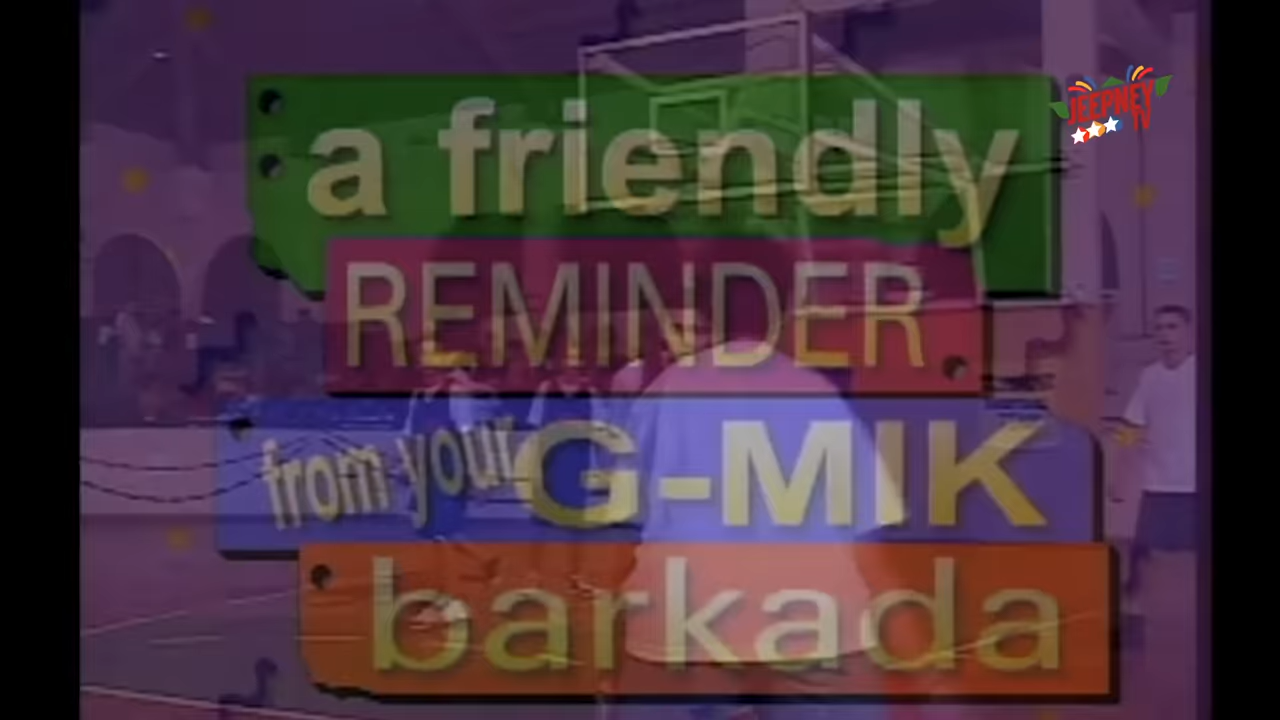 a friendly
REMINDER
from your G-MIK
barkada
JEEPNEY
TV